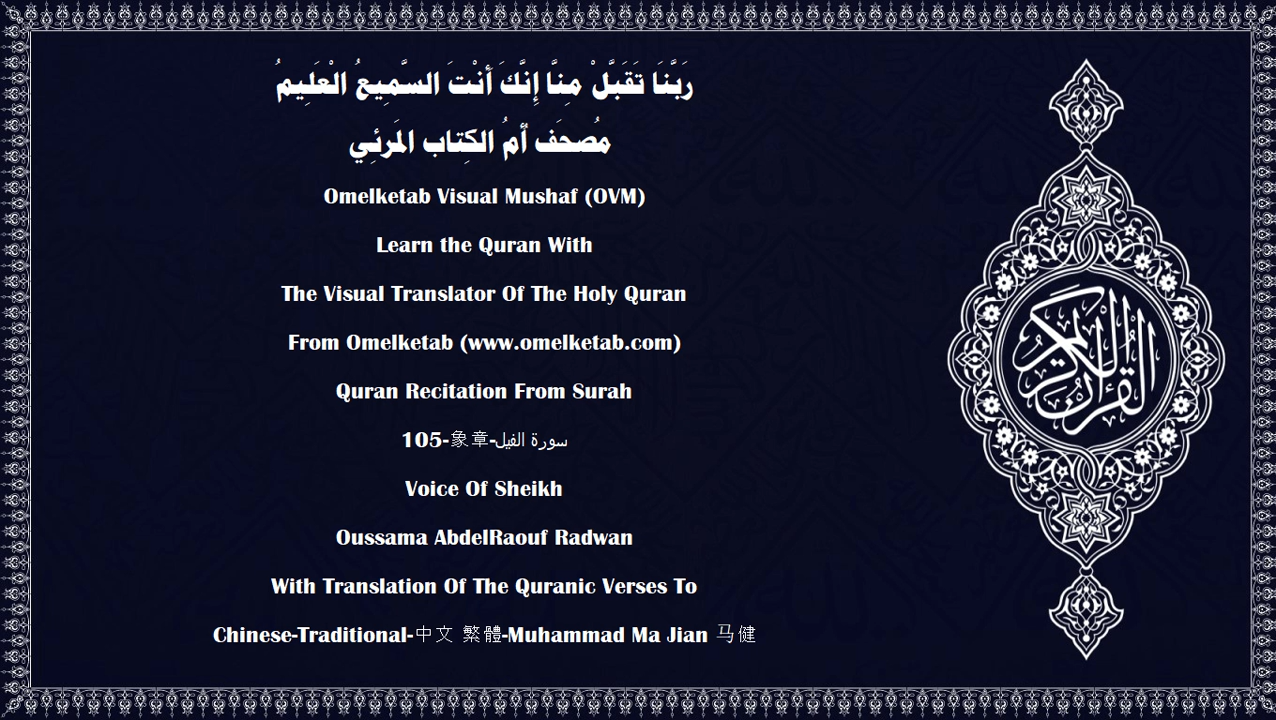 رَبَّنَا تَقَبَّلْ مِنَّا إِنَّكَ أَنْتَ السَّمِيعُ الْعَلِيمُ
مُصحَف أمُ الكِتاب المَرئِي
Omelketab Visual Mushaf (OVM)
Learn the Quran With
The Visual Translator Of The Holy Quran
From Omelketab (www.omelketab.com)
Quran Recitation From Surah
105-象章-سورة الفيل
Voice Of Sheikh
Oussama AbdelRaouf Radwan
With Translation Of The Quranic Verses To
Chinese-Traditional-中文 繁體-Muhammad Ma Jian 马健
القرآن الكريم